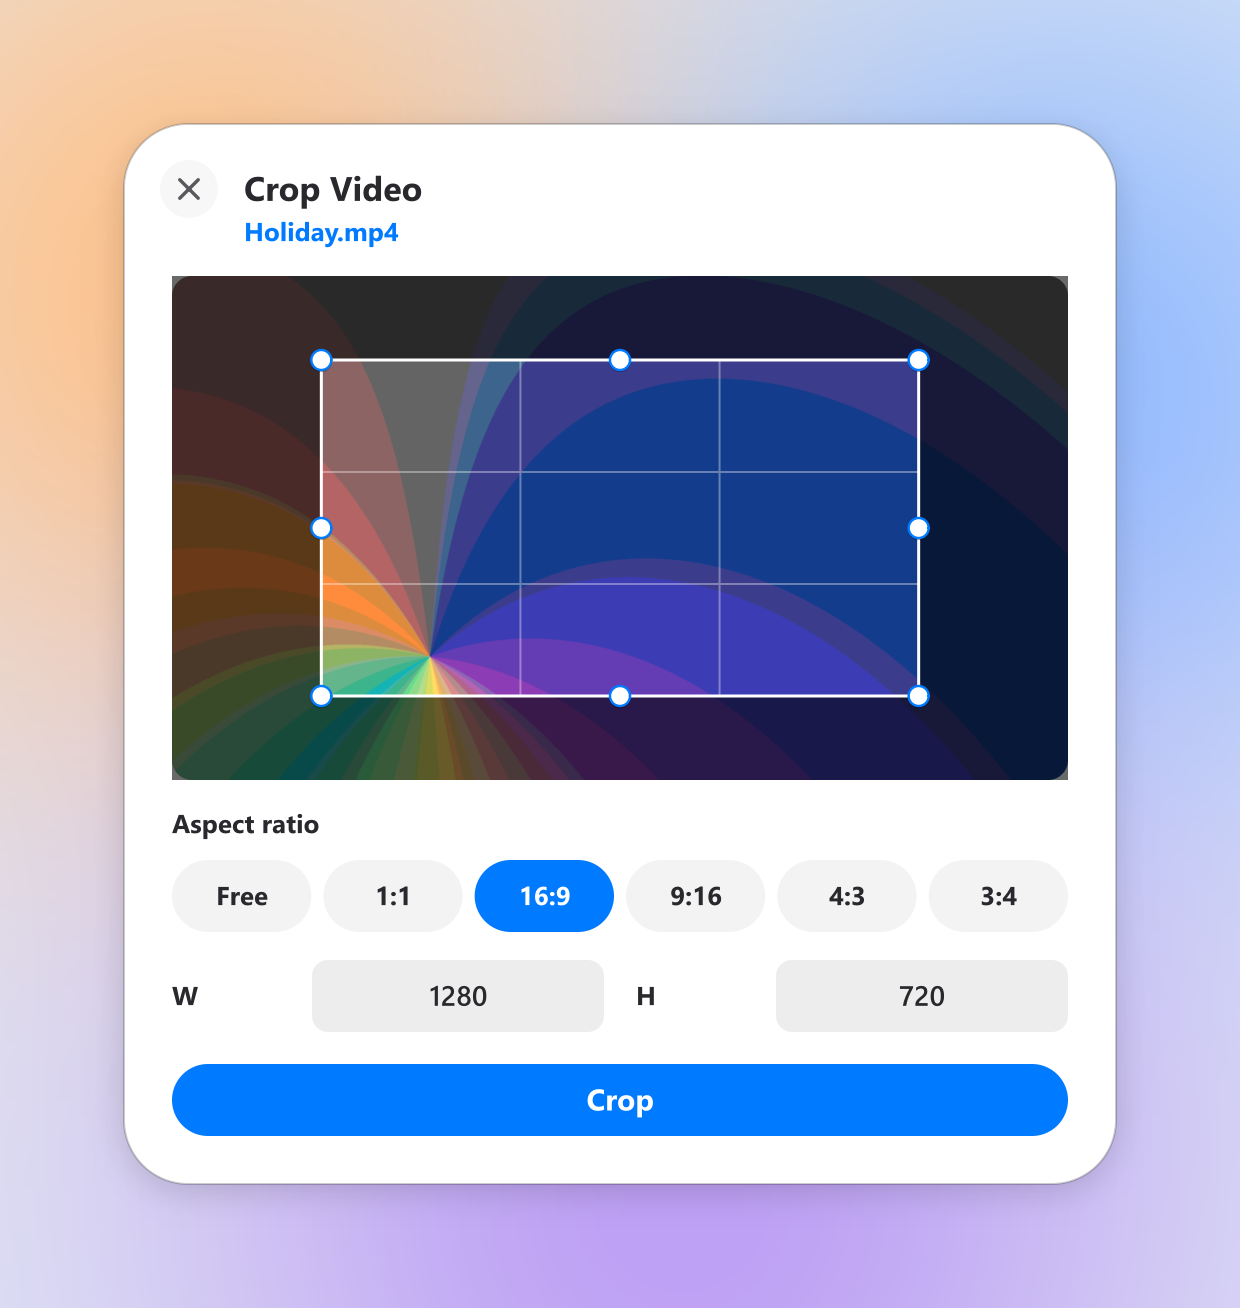 Crop Video
Holiday.mp4
Aspect ratio
Free 1:1 16:9 9:16 4:3 3:4
W 1280 H 720
Crop